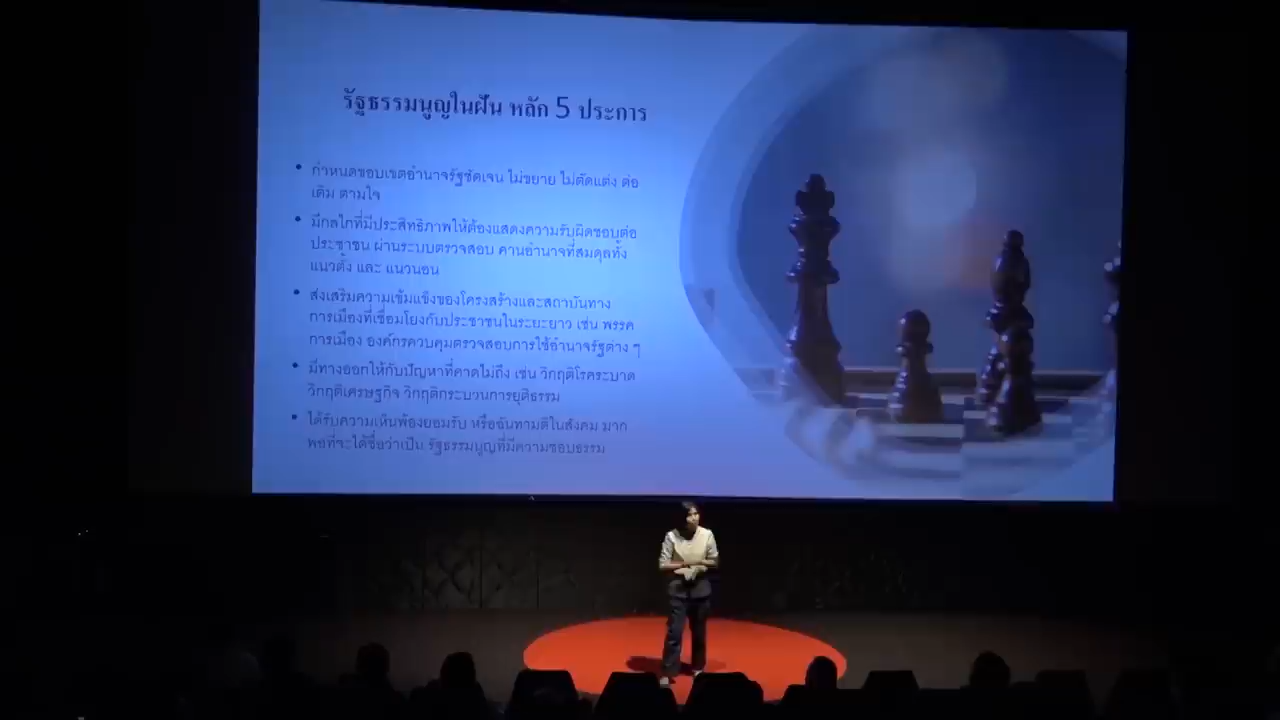 รัฐธรรมนูญในฝัน หลัก 5 ประการ
• กำหนดขอบเขตอำนาจรัฐชัดเจน ไม่ขยาย ไม่ตัดแต่ง ต่อ
เติม ตามใจ
• มีกลไกที่มีประสิทธิภาพให้ต้องแสดงความรับผิดชอบต่อ
ประชาชน ผ่านระบบตรวจสอบ คานอำนาจที่สมดุลทั้ง
แนวตั้ง และ แนวนอน
• ส่งเสริมความเข้มแข็งของโครงสร้างและสถาบันทาง
การเมืองที่เชื่อมโยงกับประชาชนในระยะยาว เช่น พรรค
การเมือง องค์กรควบคุมตรวจสอบการใช้อำนาจรัฐต่าง ๆ
• มีทางออกให้กับปัญหาที่คาดไม่ถึง เช่น วิกฤติโรคระบาด
วิกฤติเศรษฐกิจ วิกฤติกระบวนการยุติธรรม
• ได้รับความเห็นพ้องยอมรับ หรือฉันทามติในสังคม มาก
พอที่จะได้ชื่อว่าเป็น รัฐธรรมนูญที่มีความชอบธรรม